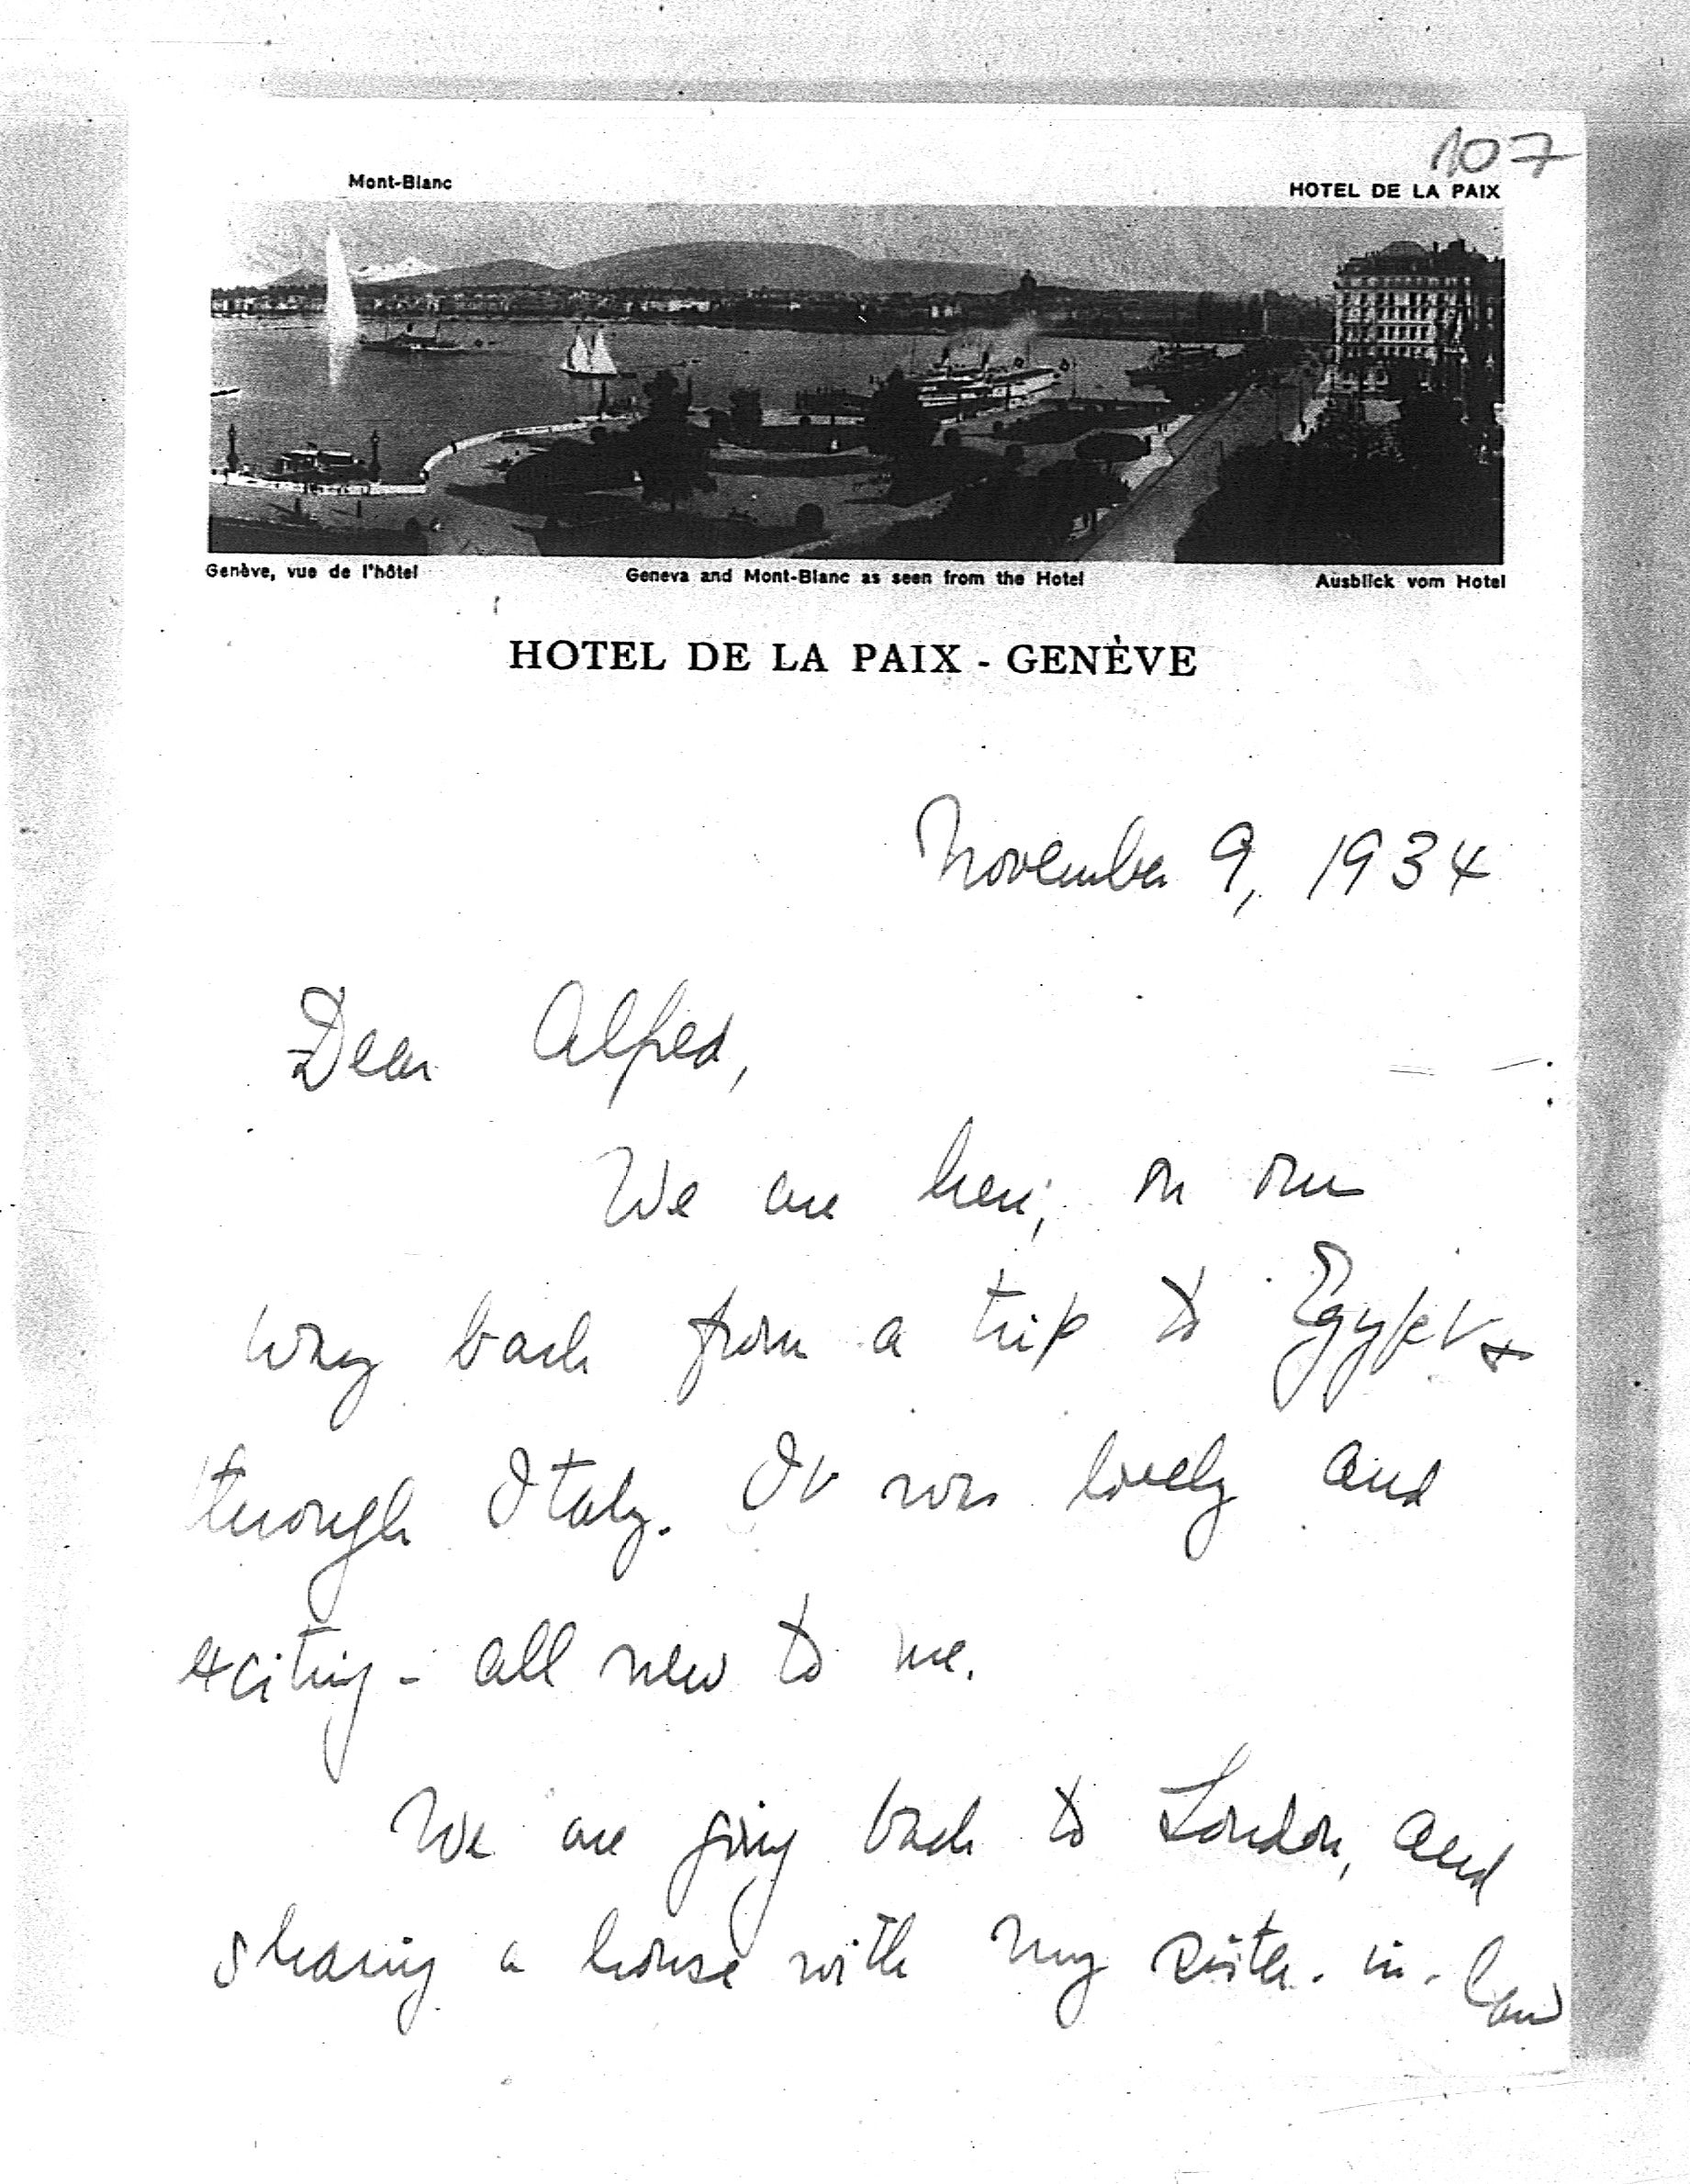 107
Mont-Blanc
HOTEL DE LA PAIX
Genève, vue de l'hôtel
Geneva and Mont-Blanc as seen from the Hotel
Ausblick vom Hotel
HOTEL DE LA PAIX - GENÈVE
November 9, 1934
Dear Alfred,
We are here, on our
way back from a trip to Egypt &
through Italy. It was lovely and
exciting - all new to me.
We are going back to London, and
sharing a house with my sister-in-law